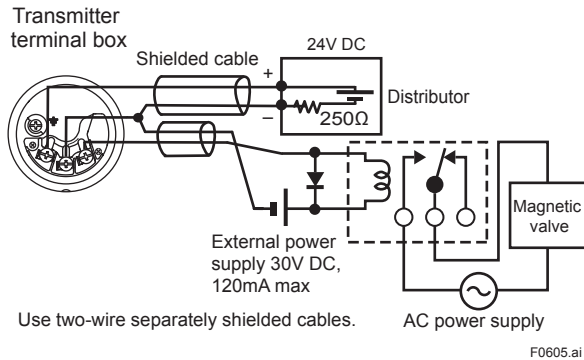 Transmitter
terminal box
Shielded cable
24V DC
+
−
250Ω
Distributor
External power
supply 30V DC,
120mA max
Magnetic
valve
Use two-wire separately shielded cables.
AC power supply
F0605.ai